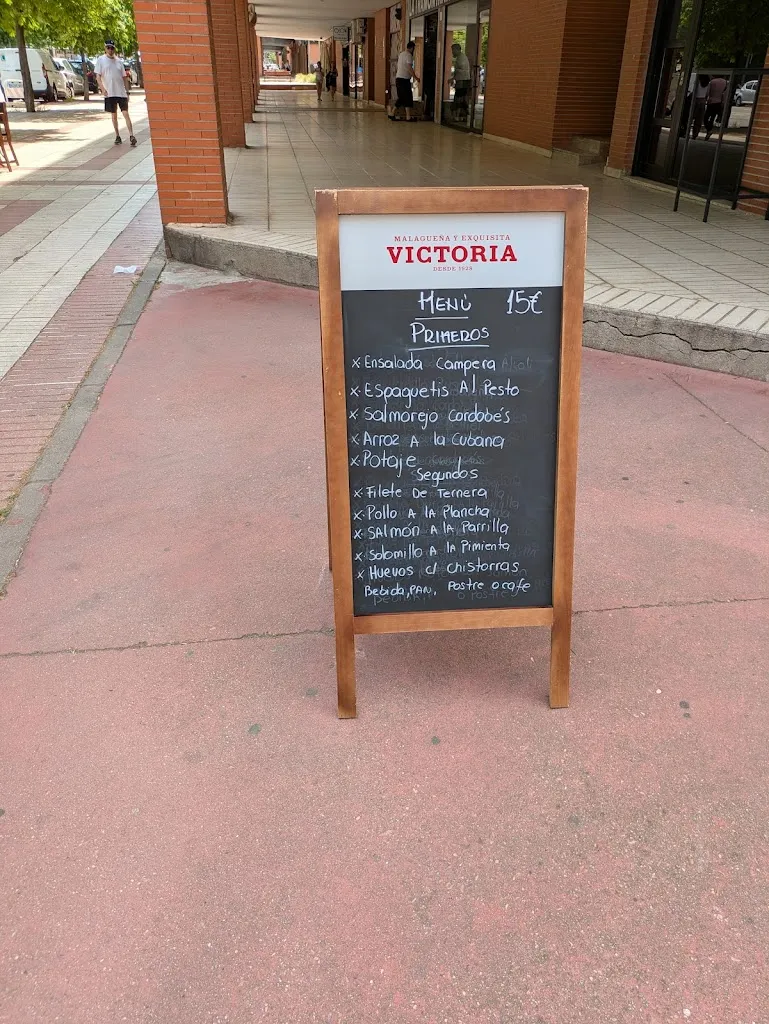 MALAGUEÑA Y EXQUISITA
VICTORIA
DESDE 1928
MENÚ 15€
PRIMEROS
x Ensalada Campera
x Espaguetis Al Pesto
x Salmorejo Cordobés
x Arroz A la Cubana
x Potaje
Segundos
x Filete De Ternera
x Pollo A la Plancha
x SALMÓN A la Parrilla
x Solomillo A la Pimienta
x Huevos c/ Chistorras
Bebida, PAN, Postre o cafe